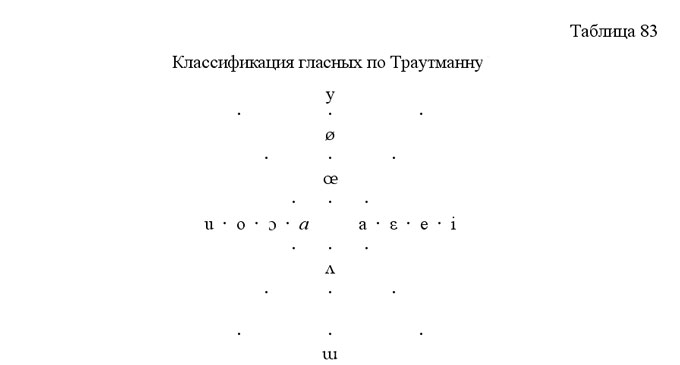 Таблица 83
Классификация гласных по Траутманну
y
· · ·
ø
· · ·
œ
· · ·
u · o · ɔ · ɑ a · ɛ · e · i
· · ·
ʌ
· · ·
· · ·
ɯ